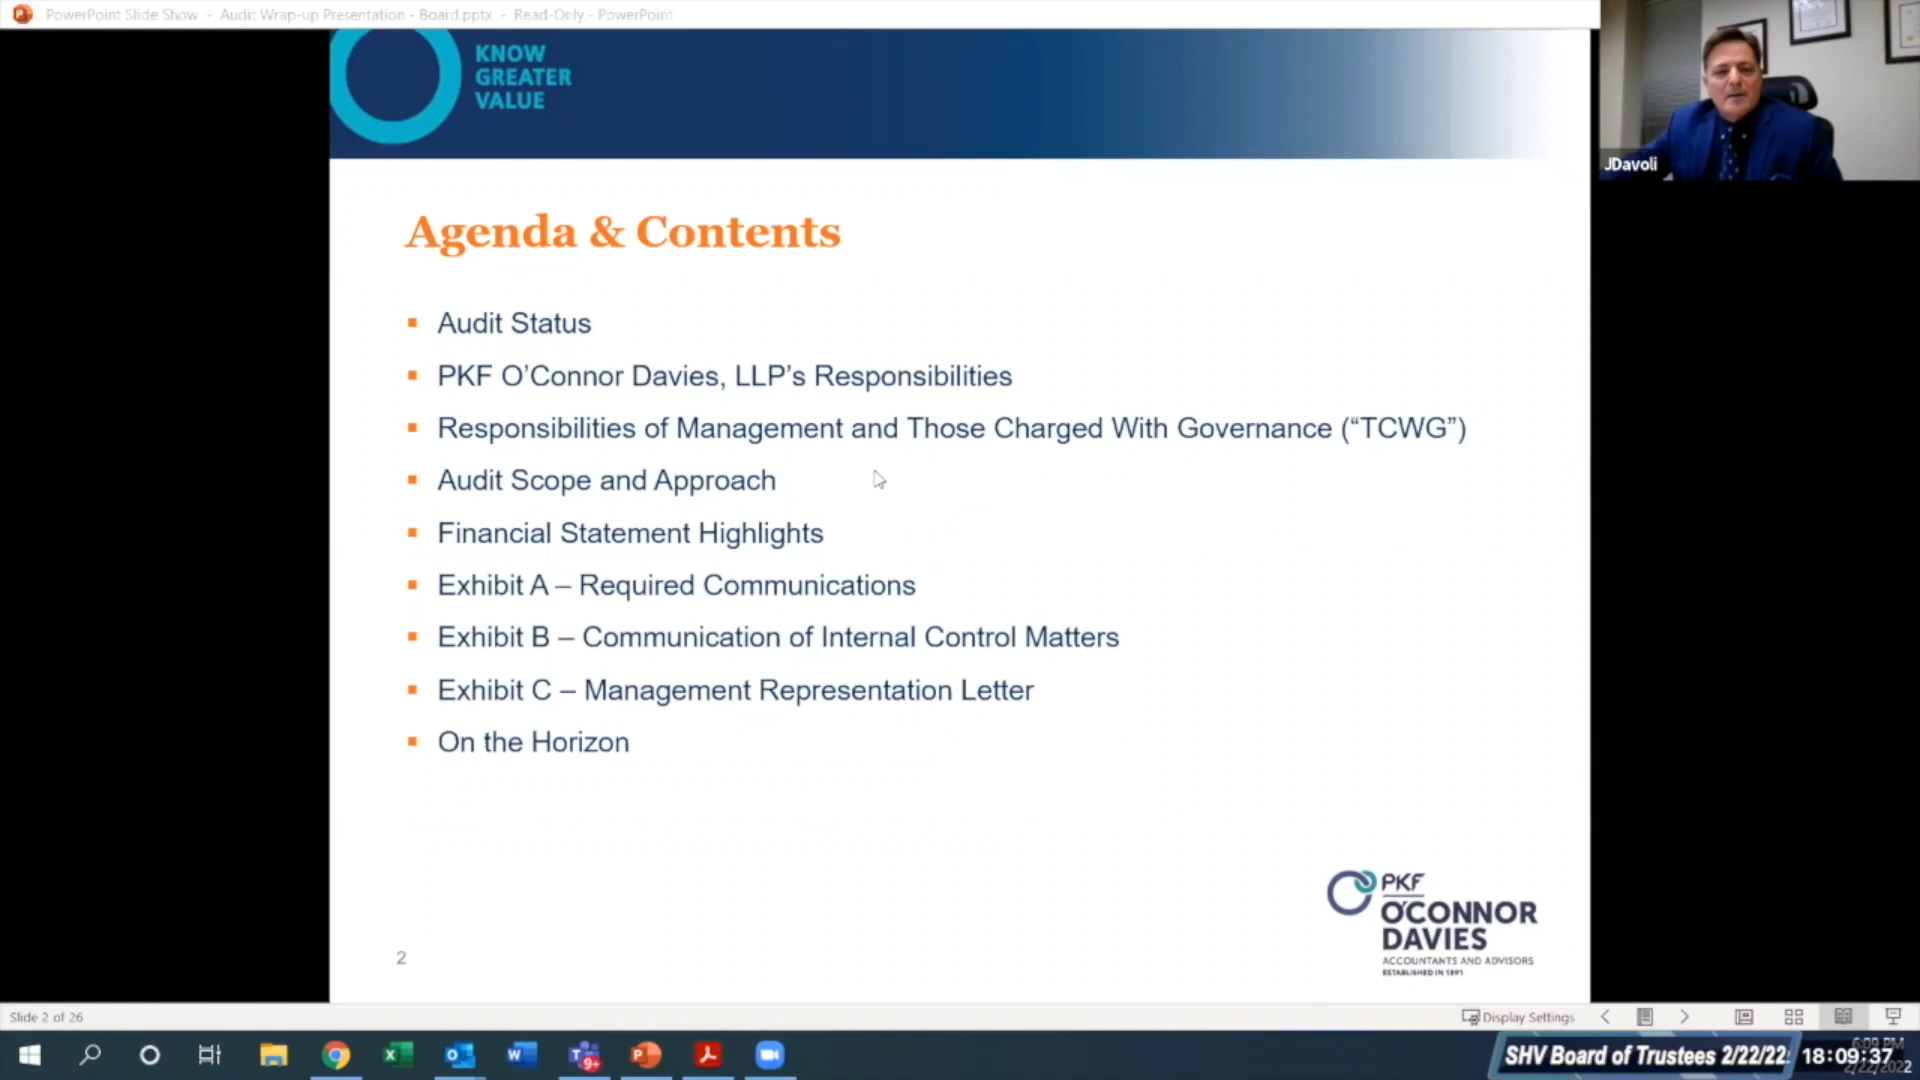 PowerPoint Slide Show - Audit Wrap-up Presentation - Board.pptx - Read-Only - PowerPoint
KNOW
GREATER
VALUE
JDavoli
Agenda & Contents
▪ Audit Status
▪ PKF O’Connor Davies, LLP’s Responsibilities
▪ Responsibilities of Management and Those Charged With Governance (“TCWG”)
▪ Audit Scope and Approach
▪ Financial Statement Highlights
▪ Exhibit A – Required Communications
▪ Exhibit B – Communication of Internal Control Matters
▪ Exhibit C – Management Representation Letter
▪ On the Horizon
PKF
O'CONNOR
DAVIES
ACCOUNTANTS AND ADVISORS
ESTABLISHED IN 1891
2
Slide 2 of 26
Display Settings
9+
SHV Board of Trustees 2/22/22
18:09:37
6:09 PM
2/22/2022